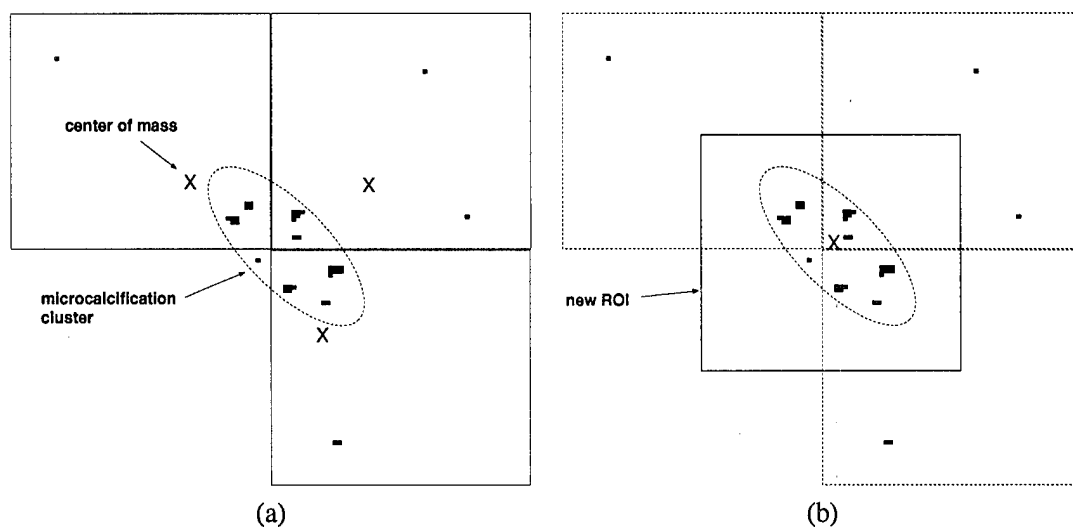 center of mass
X
X
microcalcification
cluster
X
(a)
X
new ROI
(b)